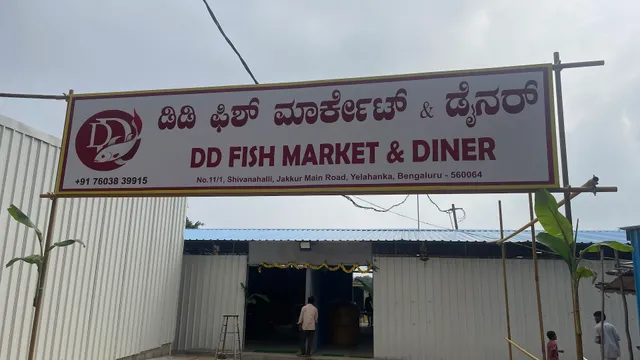 DD
ಡಿಡಿ ಫಿಶ್ ಮಾರ್ಕೇಟ್ & ಡೈನರ್
DD FISH MARKET & DINER
+91 76038 39915
No.11/1, Shivanahalli, Jakkur Main Road, Yelahanka, Bengaluru - 560064